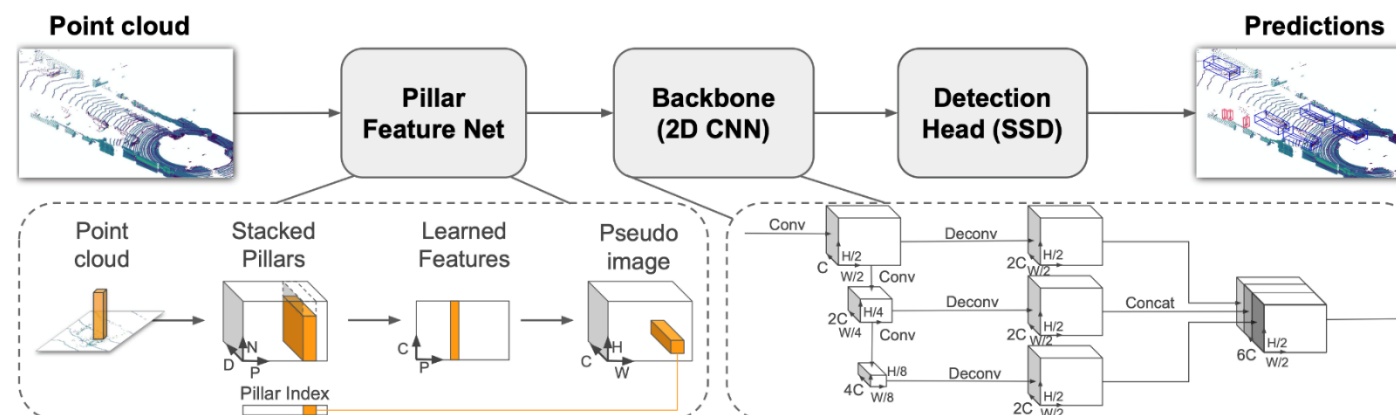 Point cloud
Predictions
Pillar
Feature Net
Backbone
(2D CNN)
Detection
Head (SSD)
Point
cloud
Stacked
Pillars
Learned
Features
Pseudo
image
N
D
P
C
P
H
C
W
Pillar Index
Conv
H/2
C
W/2
Conv
Deconv
H/2
2C
W/2
H/4
2C
W/4
Conv
Deconv
H/2
2C
W/2
Concat
H/8
4C
W/8
Deconv
H/2
2C
W/2
H/2
6C
W/2